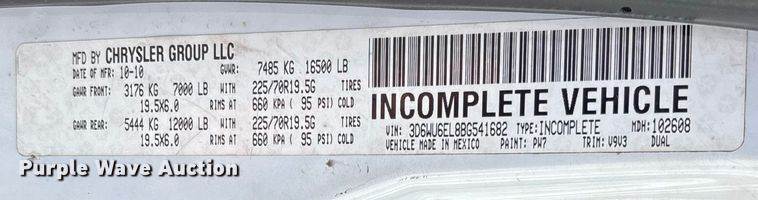 MFD BY CHRYSLER GROUP LLC
DATE OF MFR 10-10 GVWR: 7485 KG 16500 LB
GAWR FRONT: 3176 KG 7000 LB WITH 225/70R19.5G TIRES
19.5X6.0 RIMS AT 660 KPA ( 95 PSI) COLD
GAWR REAR: 5444 KG 12000 LB WITH 225/70R19.5G TIRES
19.5X6.0 RIMS AT 660 KPA ( 95 PSI) COLD
INCOMPLETE VEHICLE
VIN: 3D6WU6EL8BG541682 TYPE:INCOMPLETE MDH:102608
VEHICLE MADE IN MEXICO PAINT: PW7 TRIM: V9V3 DUAL
Purple Wave Auction